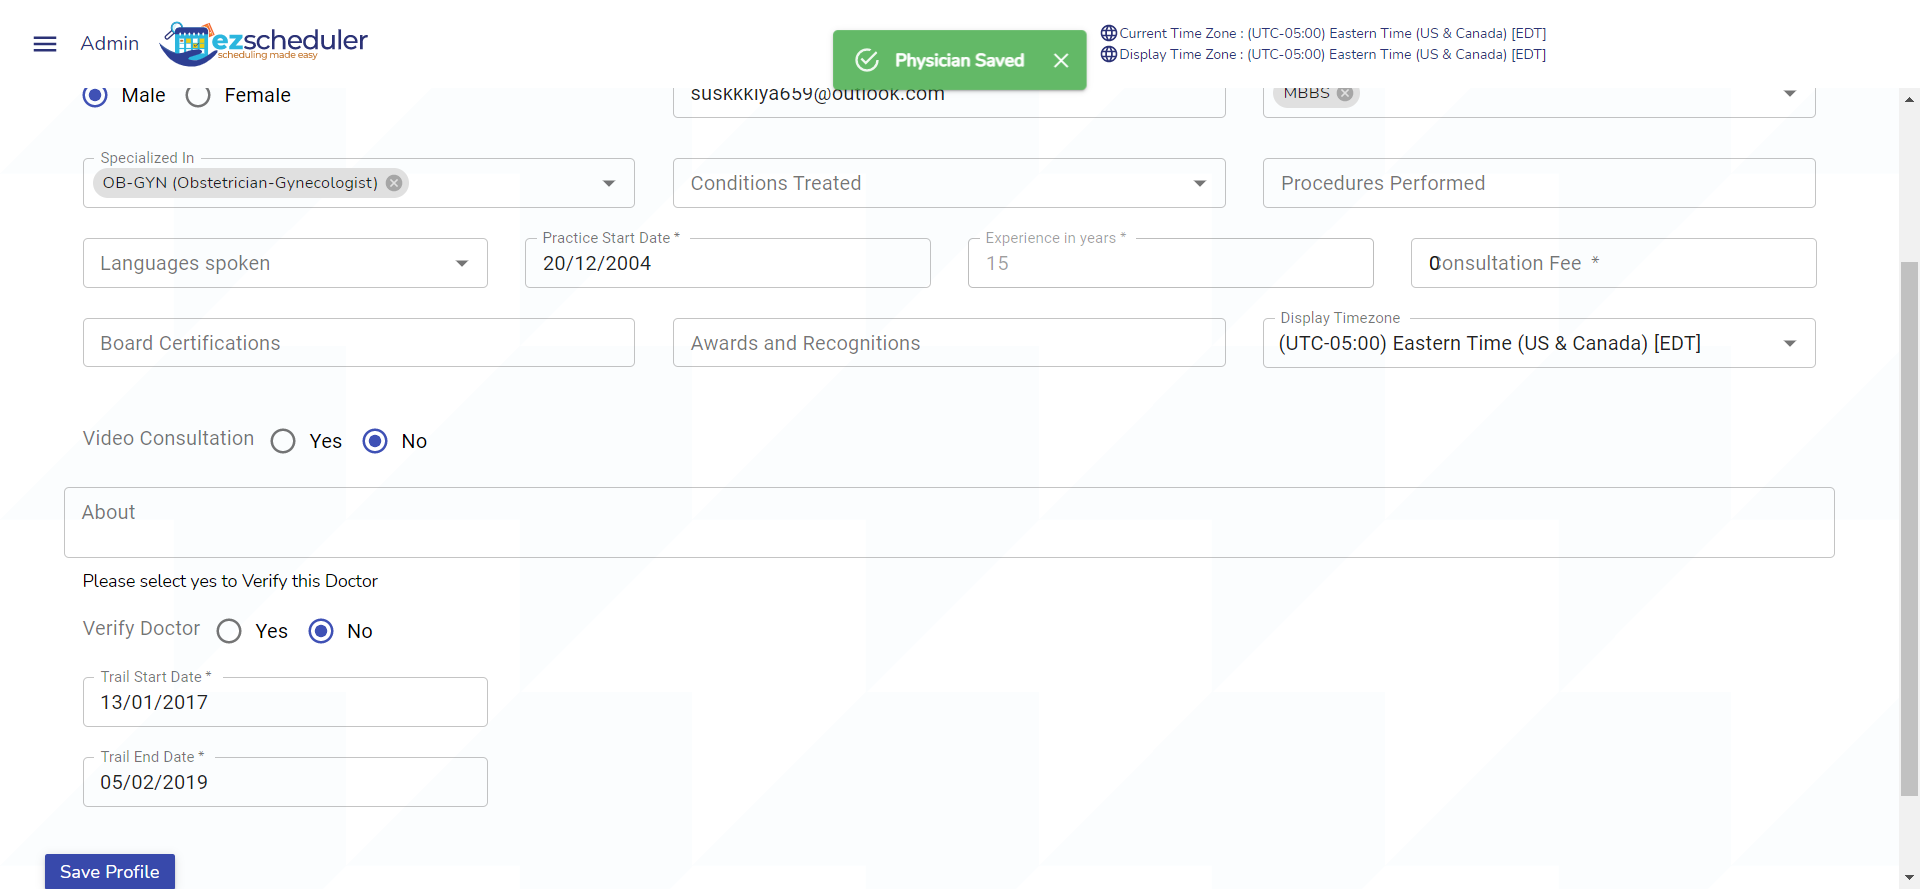 Admin
ezscheduler
scheduling made easy
Physician Saved
Current Time Zone : (UTC-05:00) Eastern Time (US & Canada) [EDT]
Display Time Zone : (UTC-05:00) Eastern Time (US & Canada) [EDT]
Male Female
suskkkiya659@outlook.com
MBBS
Specialized In
OB-GYN (Obstetrician-Gynecologist)
Conditions Treated
Procedures Performed
Languages spoken
Practice Start Date *
20/12/2004
Experience in years *
15
0
Consultation Fee *
Board Certifications
Awards and Recognitions
Display Timezone
(UTC-05:00) Eastern Time (US & Canada) [EDT]
Video Consultation Yes No
About
Please select yes to Verify this Doctor
Verify Doctor Yes No
Trail Start Date *
13/01/2017
Trail End Date *
05/02/2019
Save Profile